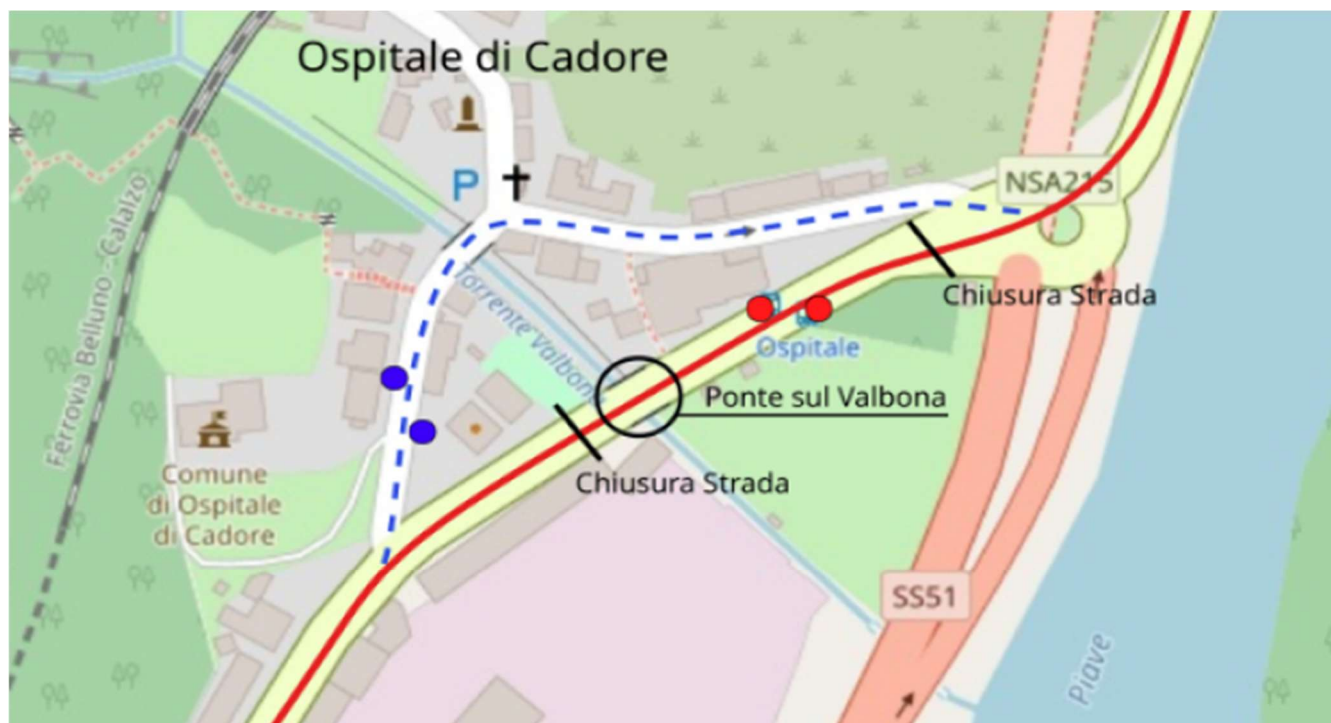 Ospitale di Cadore
P
NSA215
Ferrovia Belluno - Calalzo
Chiusura Strada
Torrente Valbona
Ospitale
Ponte sul Valbona
Comune
di Ospitale
di Cadore
Chiusura Strada
SS51
Piave